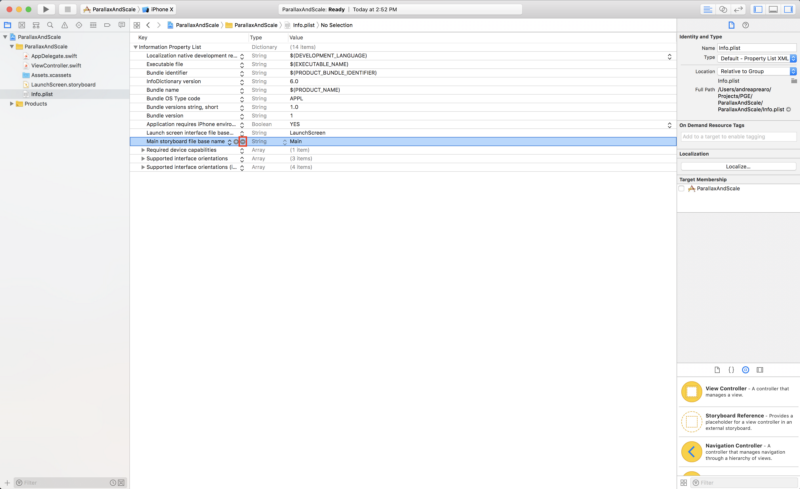 ParallaxAndScale
iPhone X
ParallaxAndScale: Ready
Today at 2:52 PM
ParallaxAndScale
ParallaxAndScale
AppDelegate.swift
ViewController.swift
Assets.xcassets
LaunchScreen.storyboard
Info.plist
Products
Filter
ParallaxAndScale
ParallaxAndScale
Info.plist
No Selection
Key Type Value
Information Property List Dictionary (14 items)
Localization native development re... String $(DEVELOPMENT_LANGUAGE)
Executable file String $(EXECUTABLE_NAME)
Bundle identifier String $(PRODUCT_BUNDLE_IDENTIFIER)
InfoDictionary version String 6.0
Bundle name String $(PRODUCT_NAME)
Bundle OS Type code String APPL
Bundle versions string, short String 1.0
Bundle version String 1
Application requires iPhone enviro... Boolean YES
Launch screen interface file base... String LaunchScreen
Main storyboard file base name String Main
Required device capabilities Array (1 item)
Supported interface orientations Array (3 items)
Supported interface orientations (i... Array (4 items)
Identity and Type
Name Info.plist
Type Default - Property List XML
Location Relative to Group
Info.plist
Full Path /Users/andreaprearo/
Projects/PGE/
ParallaxAndScale/
ParallaxAndScale/Info.plist
On Demand Resource Tags
Add to a target to enable tagging
Localization
Localize...
Target Membership
ParallaxAndScale
View Controller - A controller that
manages a view.
Storyboard Reference - Provides a
placeholder for a view controller in an
external storyboard.
Navigation Controller - A
controller that manages navigation
through a hierarchy of views.
Filter